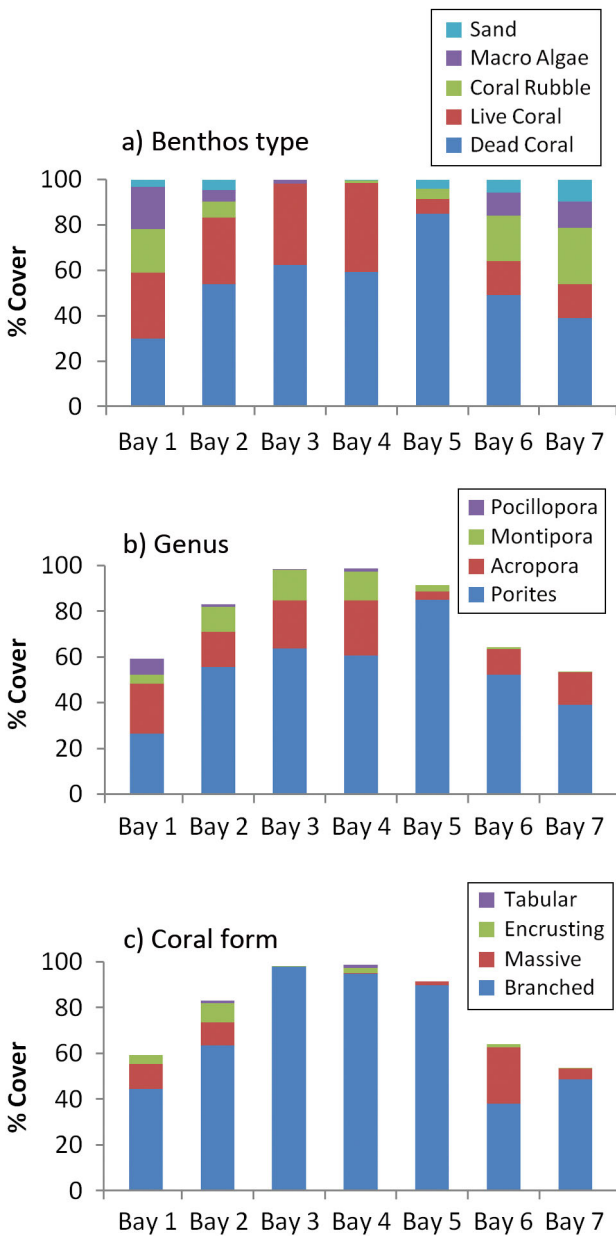 Sand
Macro Algae
Coral Rubble
Live Coral
Dead Coral
a) Benthos type
% Cover
100
80
60
40
20
0
Bay 1 Bay 2 Bay 3 Bay 4 Bay 5 Bay 6 Bay 7
Pocillopora
Montipora
Acropora
Porites
b) Genus
% Cover
100
80
60
40
20
0
Bay 1 Bay 2 Bay 3 Bay 4 Bay 5 Bay 6 Bay 7
Tabular
Encrusting
Massive
Branched
c) Coral form
% Cover
100
80
60
40
20
0
Bay 1 Bay 2 Bay 3 Bay 4 Bay 5 Bay 6 Bay 7